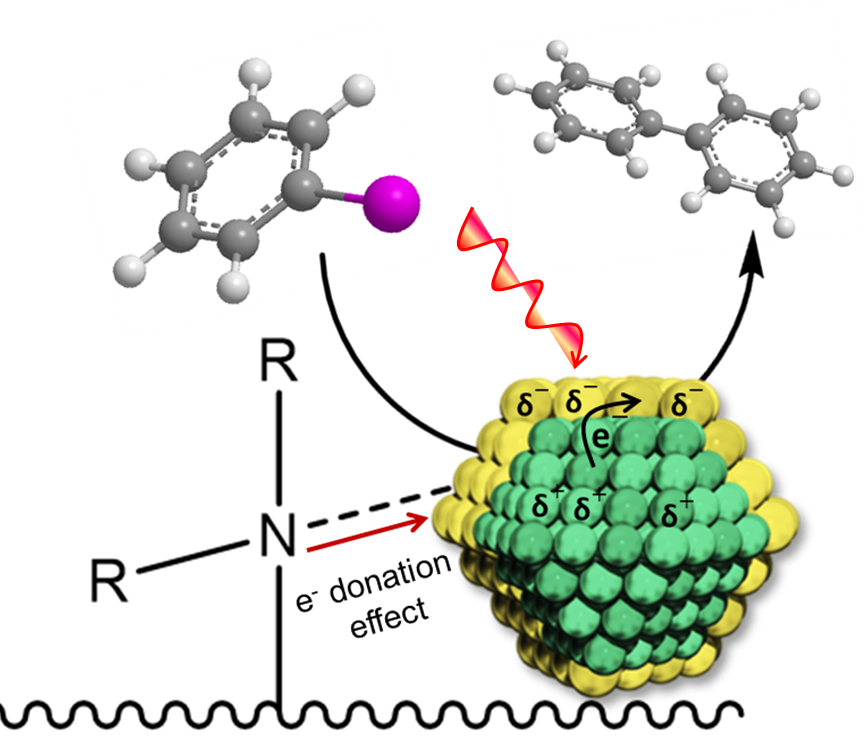 R
δ⁻ δ⁻ δ⁻
e⁻
δ⁺ δ⁺ δ⁺
N
R
e⁻ donation
effect